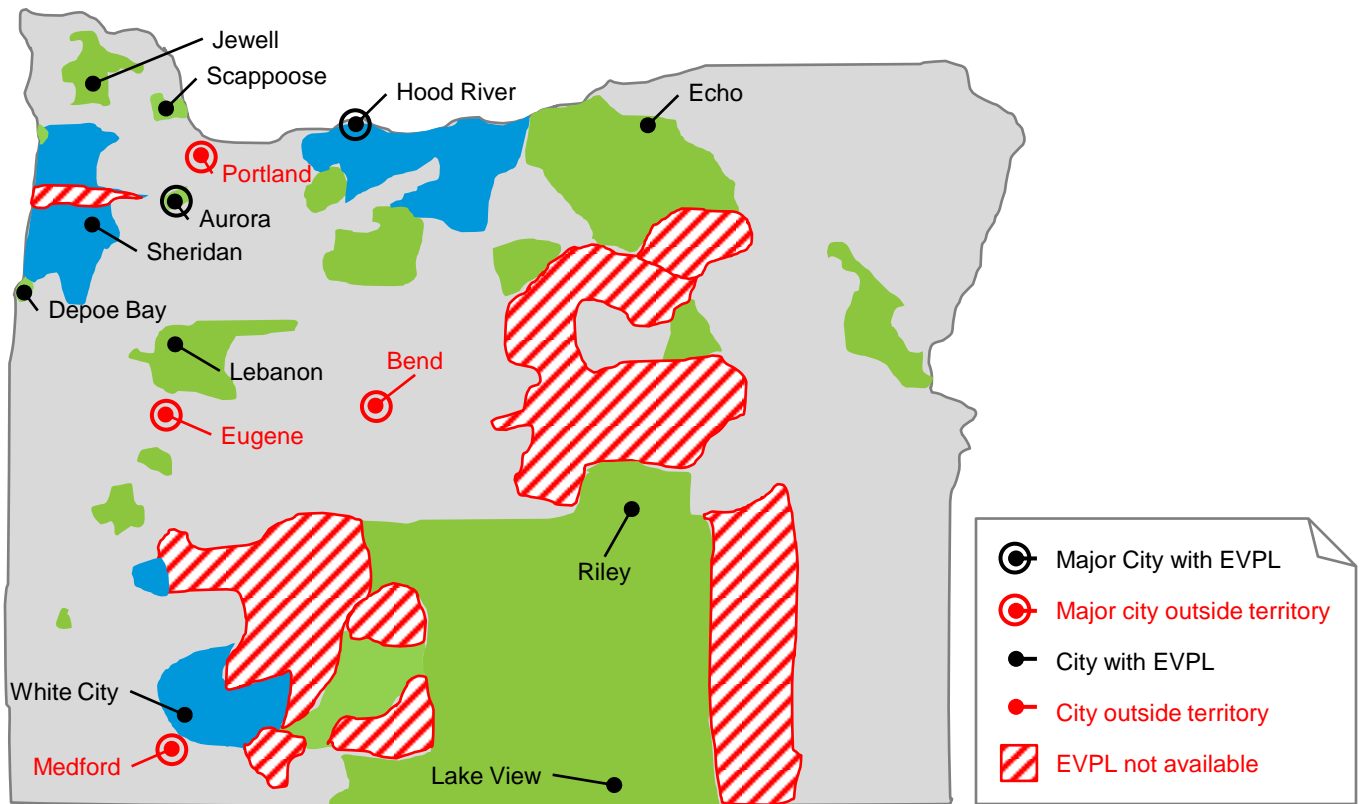 Jewell
Scappoose
Hood River
Echo
Portland
Aurora
Sheridan
Depoe Bay
Lebanon
Bend
Eugene
Riley
White City
Medford
Lake View
Major City with EVPL
Major city outside territory
City with EVPL
City outside territory
EVPL not available